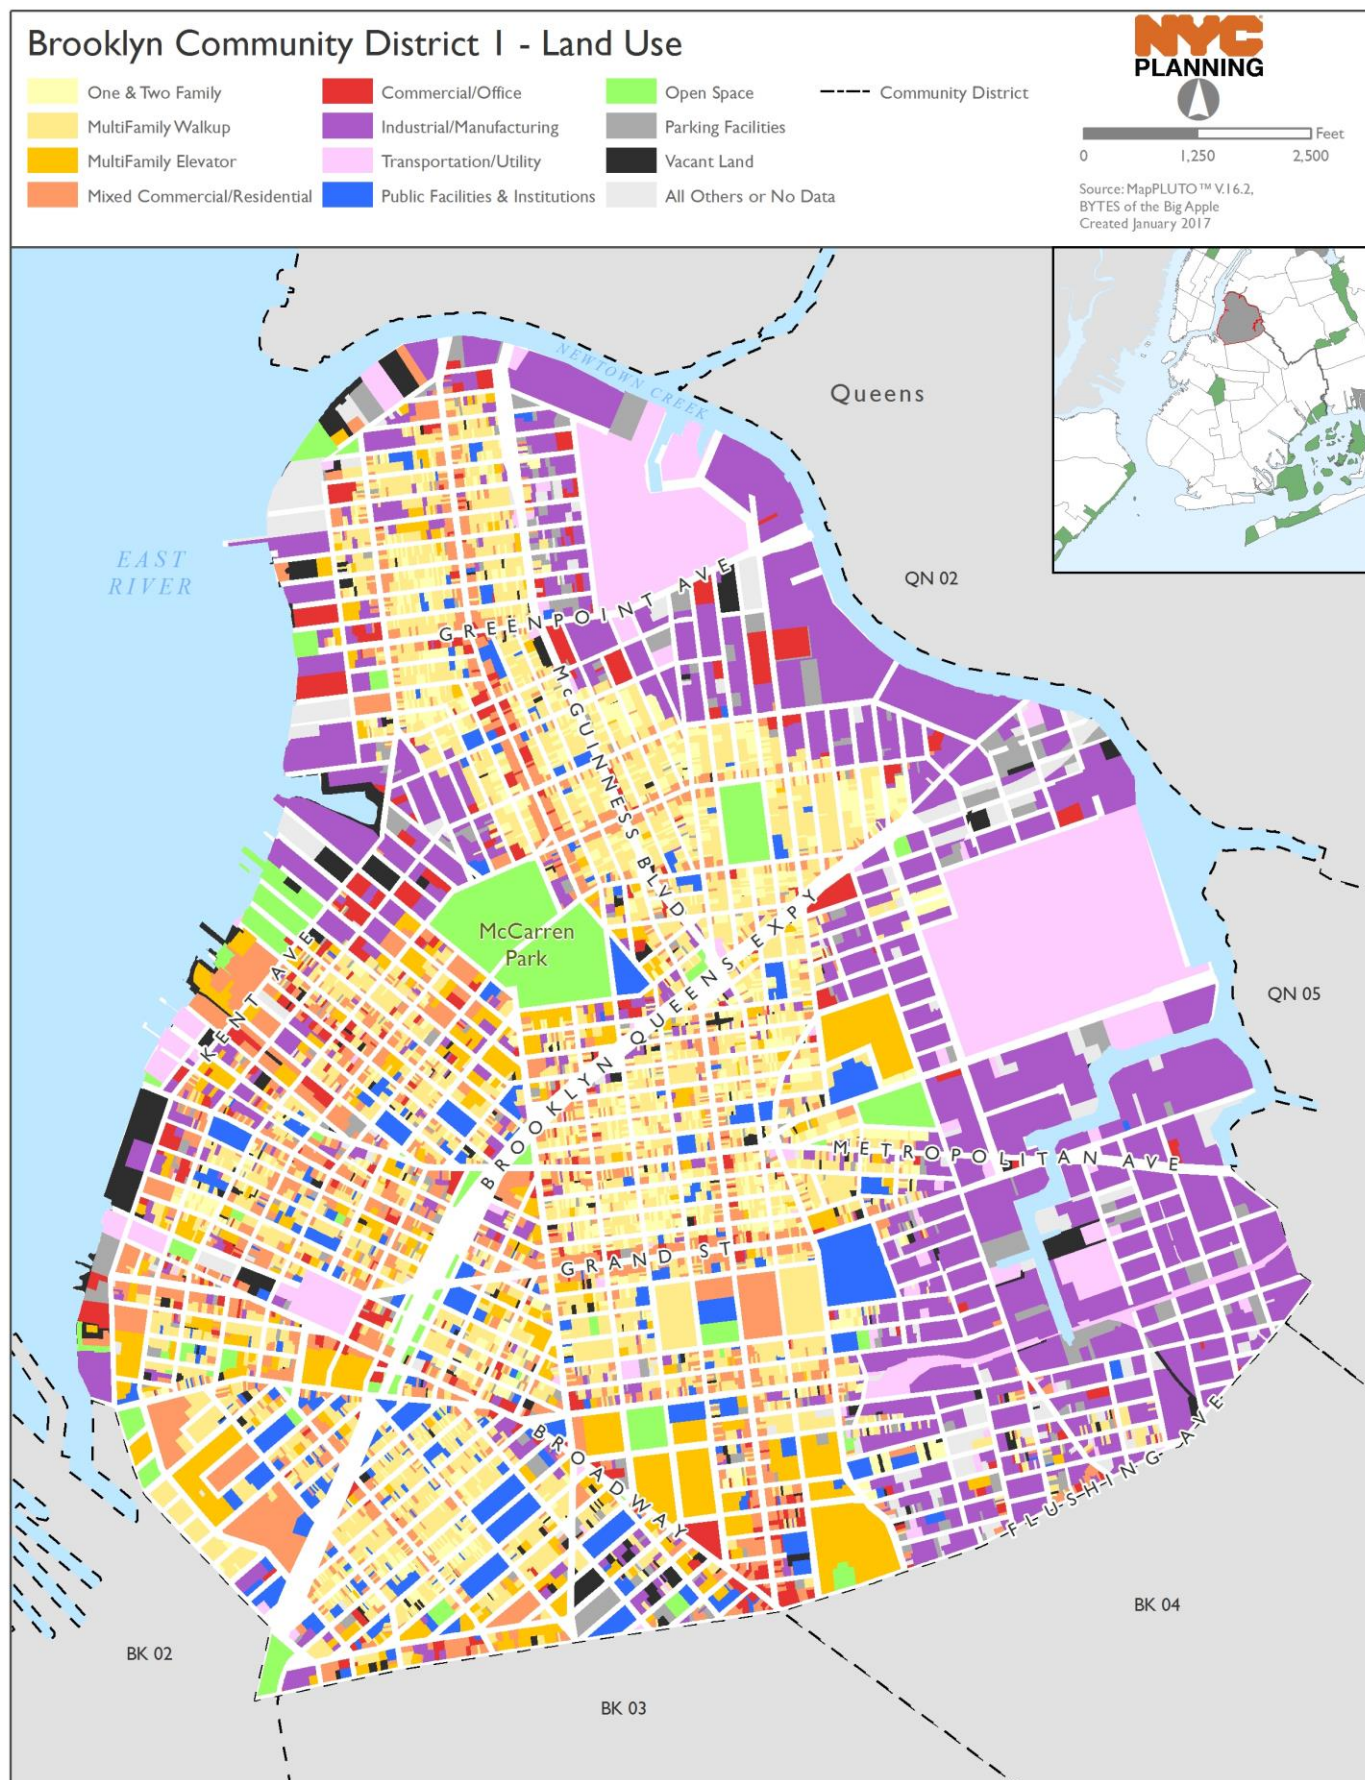 Brooklyn Community District 1 - Land Use
One & Two Family
MultiFamily Walkup
MultiFamily Elevator
Mixed Commercial/Residential
Commercial/Office
Industrial/Manufacturing
Transportation/Utility
Public Facilities & Institutions
Open Space
Parking Facilities
Vacant Land
All Others or No Data
Community District
NYC
PLANNING
Feet
0 1,250 2,500
Source: MapPLUTO™ V.16.2,
BYTES of the Big Apple
Created January 2017
NEWTOWN CREEK
Queens
EAST
RIVER
QN 02
GREENPOINT AVE
McGUINNESS BLVD
McCarren
Park
KENT AVE
BROOKLYN QUEENS EXPY
QN 05
METROPOLITAN AVE
GRAND ST
BROADWAY
FLUSHING AVE
BK 04
BK 02
BK 03